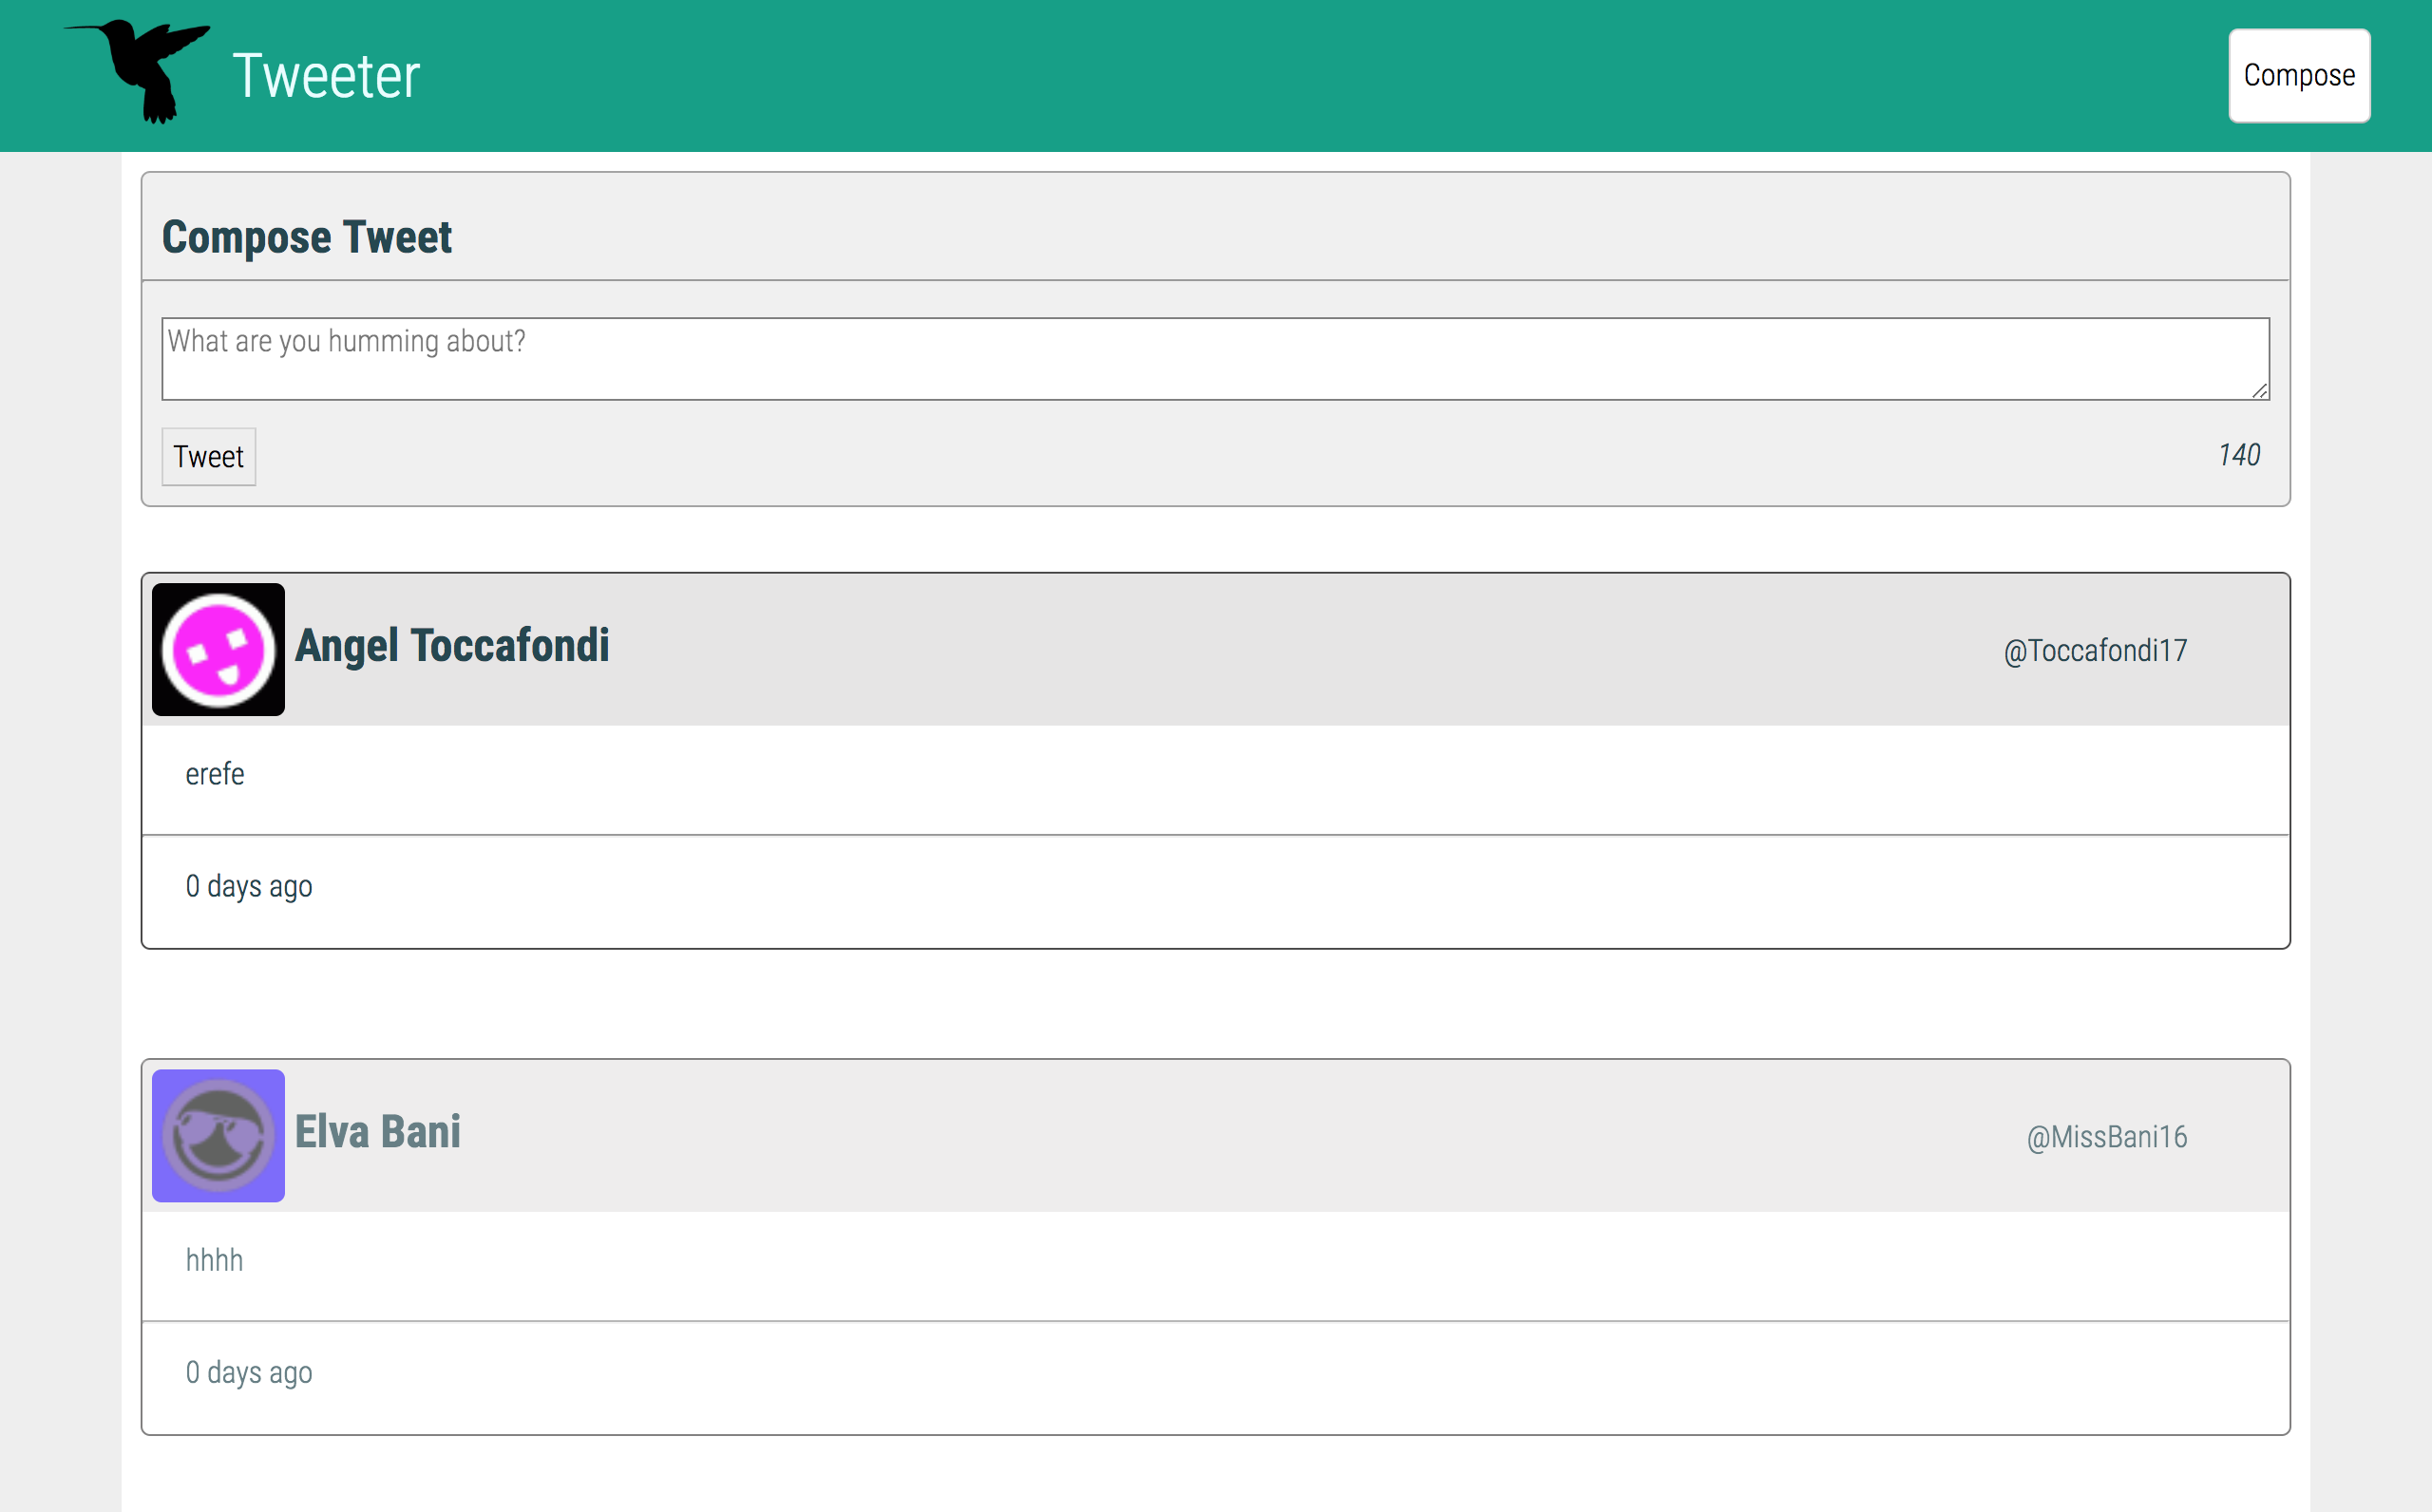 Tweeter
Compose
Compose Tweet
What are you humming about?
Tweet
140
Angel Toccafondi
@Toccafondi17
erefe
0 days ago
Elva Bani
@MissBani16
hhhh
0 days ago